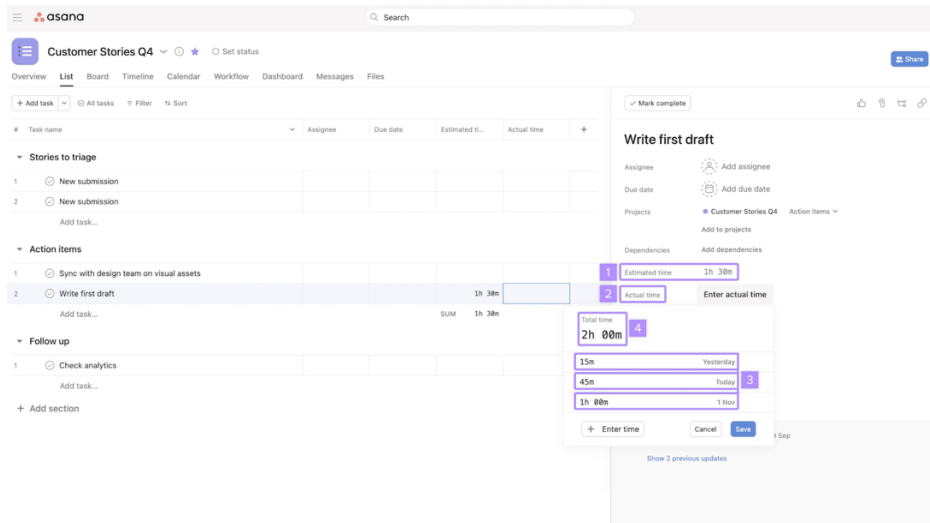 asana
Search
Customer Stories Q4
Set status
Share
Overview List Board Timeline Calendar Workflow Dashboard Messages Files
+ Add task All tasks Filter Sort
# Task name Assignee Due date Estimated ti... Actual time +
Stories to triage
1 New submission
2 New submission
Add task...
Action items
1 Sync with design team on visual assets
2 Write first draft 1h 30m
Add task... SUM 1h 30m
Follow up
1 Check analytics
Add task...
+ Add section
Mark complete
Write first draft
Assignee Add assignee
Due date Add due date
Projects Customer Stories Q4 Action items
Add to projects
Dependencies Add dependencies
1 Estimated time 1h 30m
2 Actual time Enter actual time
Total time
2h 00m 4
15m Yesterday
45m Today 3
1h 00m 1 Nov
+ Enter time Cancel Save
Sep
Show 2 previous updates